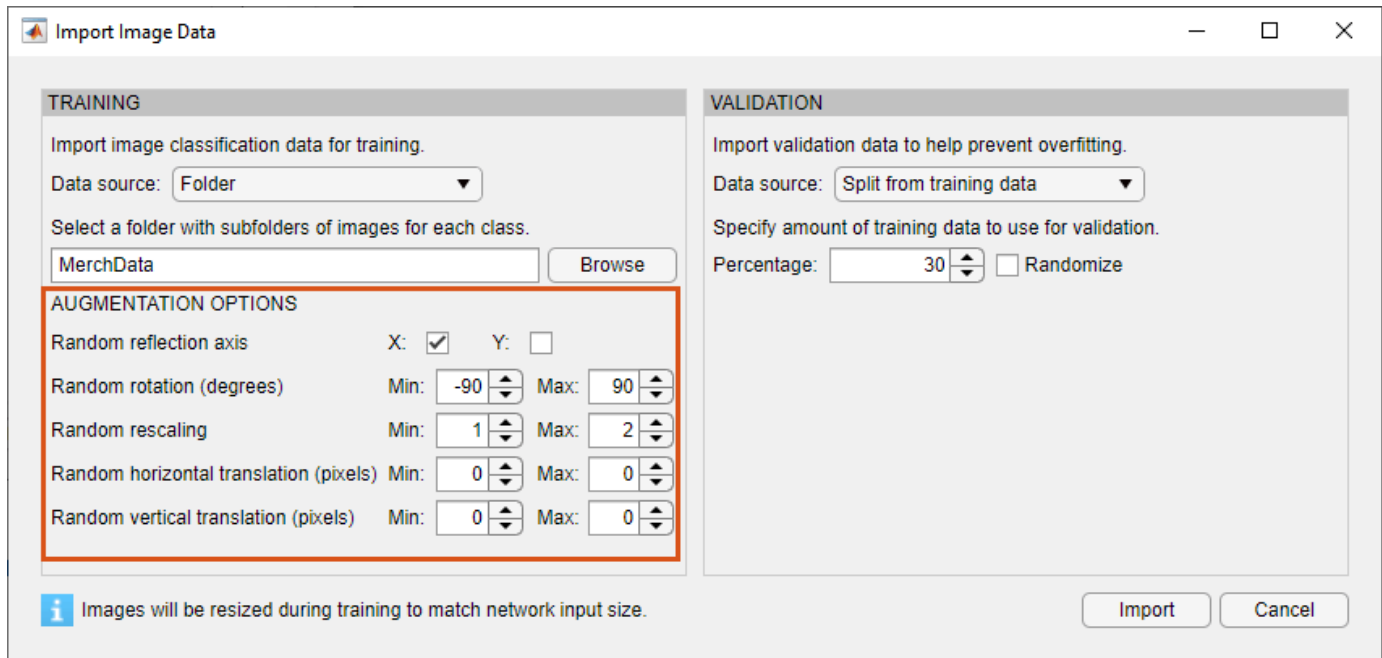 Import Image Data
TRAINING
Import image classification data for training.
Data source: Folder
Select a folder with subfolders of images for each class.
MerchData Browse
AUGMENTATION OPTIONS
Random reflection axis X: Y:
Random rotation (degrees) Min: -90 Max: 90
Random rescaling Min: 1 Max: 2
Random horizontal translation (pixels) Min: 0 Max: 0
Random vertical translation (pixels) Min: 0 Max: 0
VALIDATION
Import validation data to help prevent overfitting.
Data source: Split from training data
Specify amount of training data to use for validation.
Percentage: 30 Randomize
Images will be resized during training to match network input size.
Import Cancel